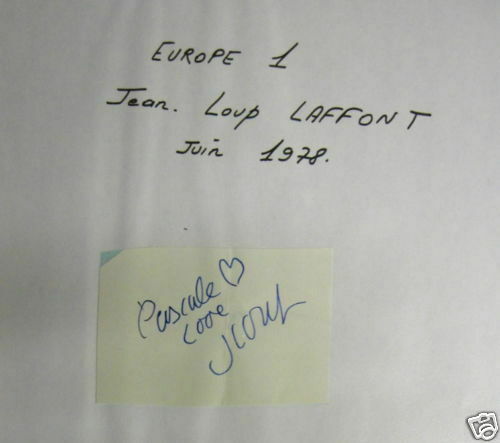 EUROPE 1
Jean. Loup LAFFONT
Juin 1978.
Pascale
Love